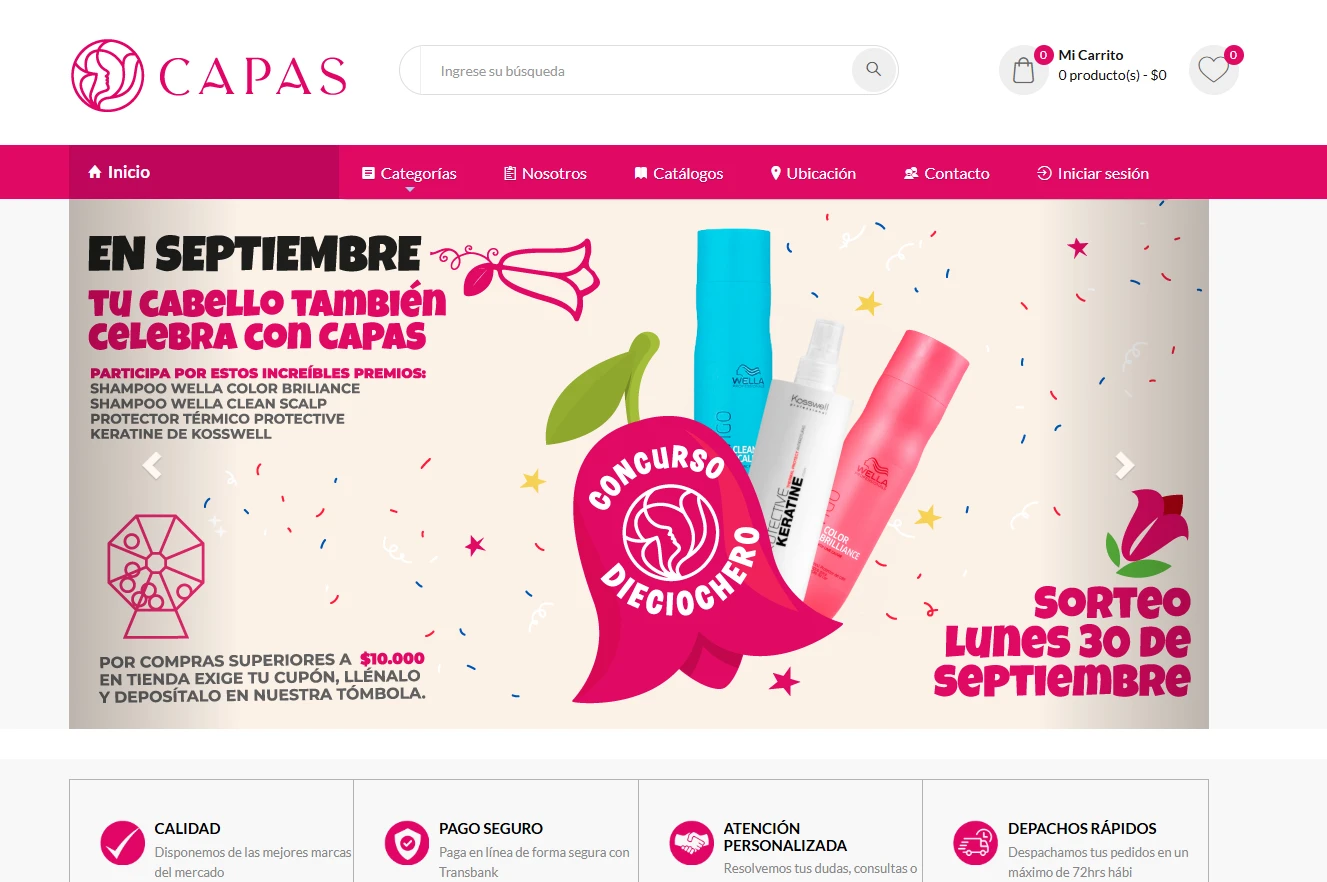 CAPAS
Ingrese su búsqueda
0
Mi Carrito
0 producto(s) - $0
0
Inicio
Categorías
Nosotros
Catálogos
Ubicación
Contacto
Iniciar sesión
EN SEPTIEMBRE
TU CABELLO TAMBIÉN
CELEBRA CON CAPAS
PARTICIPA POR ESTOS INCREÍBLES PREMIOS:
SHAMPOO WELLA COLOR BRILIANCE
SHAMPOO WELLA CLEAN SCALP
PROTECTOR TÉRMICO PROTECTIVE
KERATINE DE KOSSWELL
WELLA
Kosswell
professional
KERATINE
WELLA
COLOR
BRILLIANCE
CONCURSO
DIECIOCHERO
POR COMPRAS SUPERIORES A $10.000
EN TIENDA EXIGE TU CUPÓN, LLÉNALO
Y DEPOSÍTALO EN NUESTRA TÓMBOLA.
SORTEO
LUNES 30 DE
SEPTIEMBRE
CALIDAD
Disponemos de las mejores marcas
del mercado
PAGO SEGURO
Paga en línea de forma segura con
Transbank
ATENCIÓN
PERSONALIZADA
Resolvemos tus dudas, consultas o
DEPACHOS RÁPIDOS
Despachamos tus pedidos en un
máximo de 72hrs hábi